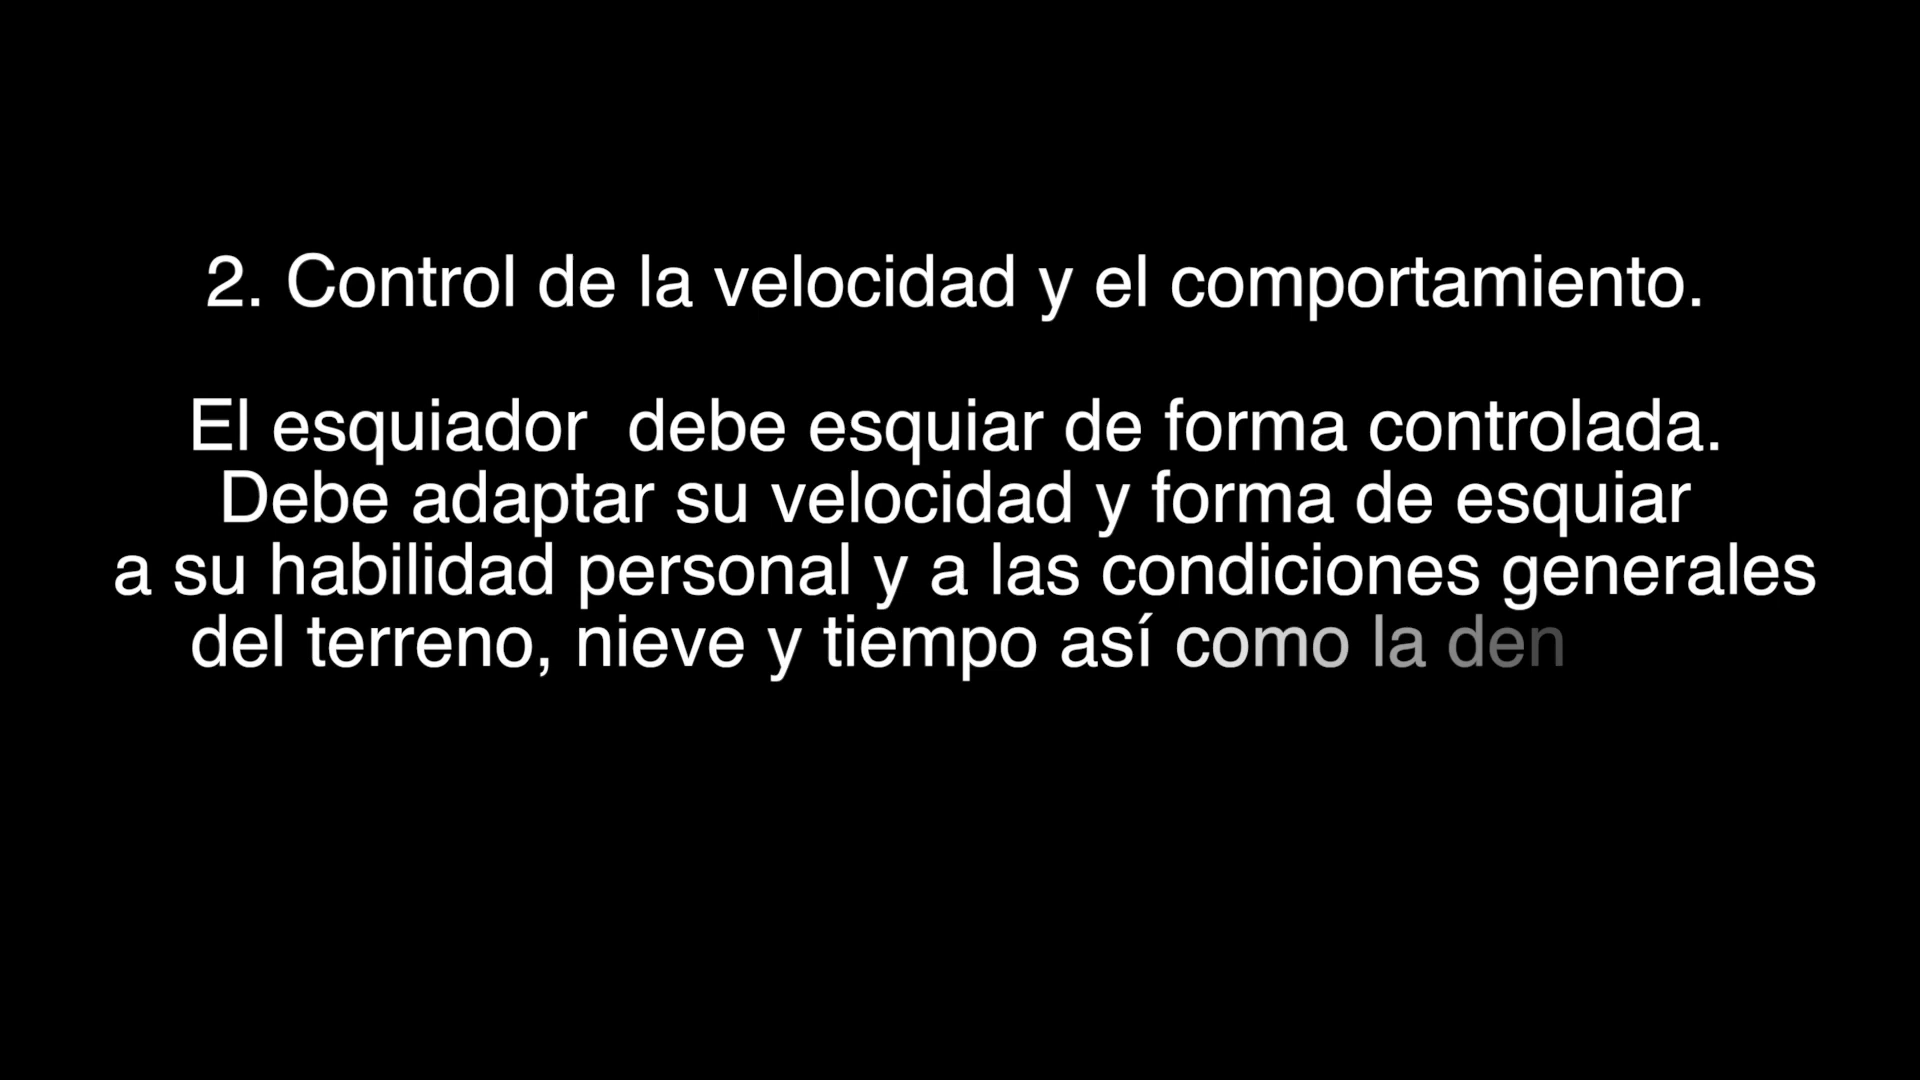 2. Control de la velocidad y el comportamiento.
El esquiador  debe esquiar de forma controlada.
Debe adaptar su velocidad y forma de esquiar
a su habilidad personal y a las condiciones generales
del terreno, nieve y tiempo así como la den